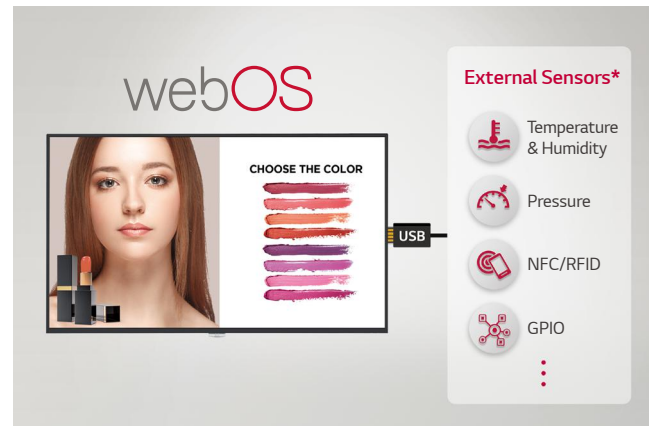 webOS
External Sensors*
Temperature
& Humidity
CHOOSE THE COLOR
Pressure
USB
NFC/RFID
GPIO